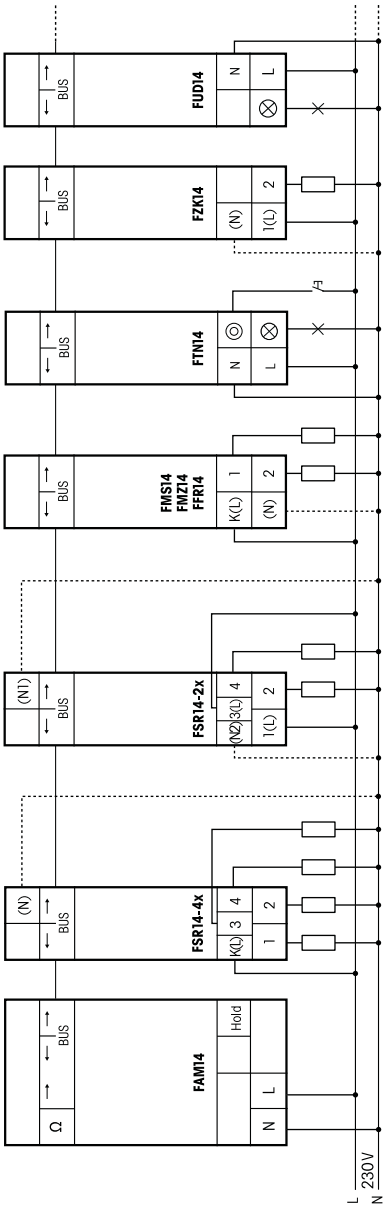 FUD14
BUS
N
L
FZK14
BUS
(N)
2
1(L)
FTN14
BUS
N
L
FMS14
FMZ14
FFR14
BUS
1
K(L)
2
(N)
FSR14-2x
(N1)
BUS
4
3(L)
(N2)
2
1(L)
FSR14-4x
(N)
BUS
4
3
K(L)
2
1
FAM14
BUS
Ω
Hold
L
N
L
230V
N